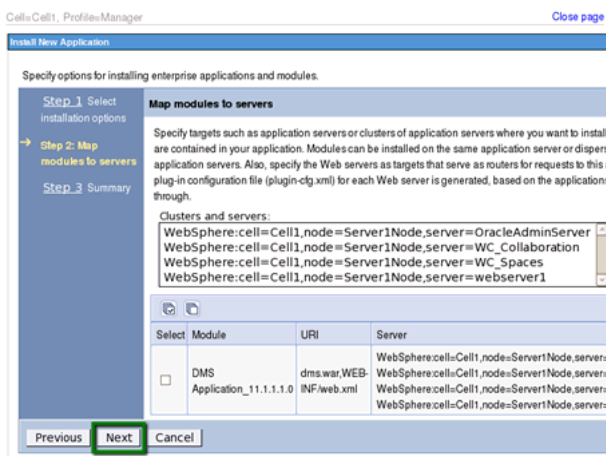 Cell=Cell1, Profile=Manager
Close page
Install New Application
Specify options for installing enterprise applications and modules.
Step 1 Select installation options
Step 2: Map modules to servers
Step 3 Summary
Map modules to servers
Specify targets such as application servers or clusters of application servers where you want to install
are contained in your application. Modules can be installed on the same application server or dispers
application servers. Also, specify the Web servers as targets that serve as routers for requests to this
plug-in configuration file (plugin-cfg.xml) for each Web server is generated, based on the applications
through.
Clusters and servers:
WebSphere:cell=Cell1,node=Server1Node,server=OracleAdminServer
WebSphere:cell=Cell1,node=Server1Node,server=WC_Collaboration
WebSphere:cell=Cell1,node=Server1Node,server=WC_Spaces
WebSphere:cell=Cell1,node=Server1Node,server=webserver1
Select Module URI Server
DMS
Application_11.1.1.1.0
dms.war,WEB-
INF/web.xml
WebSphere:cell=Cell1,node=Server1Node,server=
WebSphere:cell=Cell1,node=Server1Node,server=
WebSphere:cell=Cell1,node=Server1Node,server=
WebSphere:cell=Cell1,node=Server1Node,server=
Previous Next Cancel